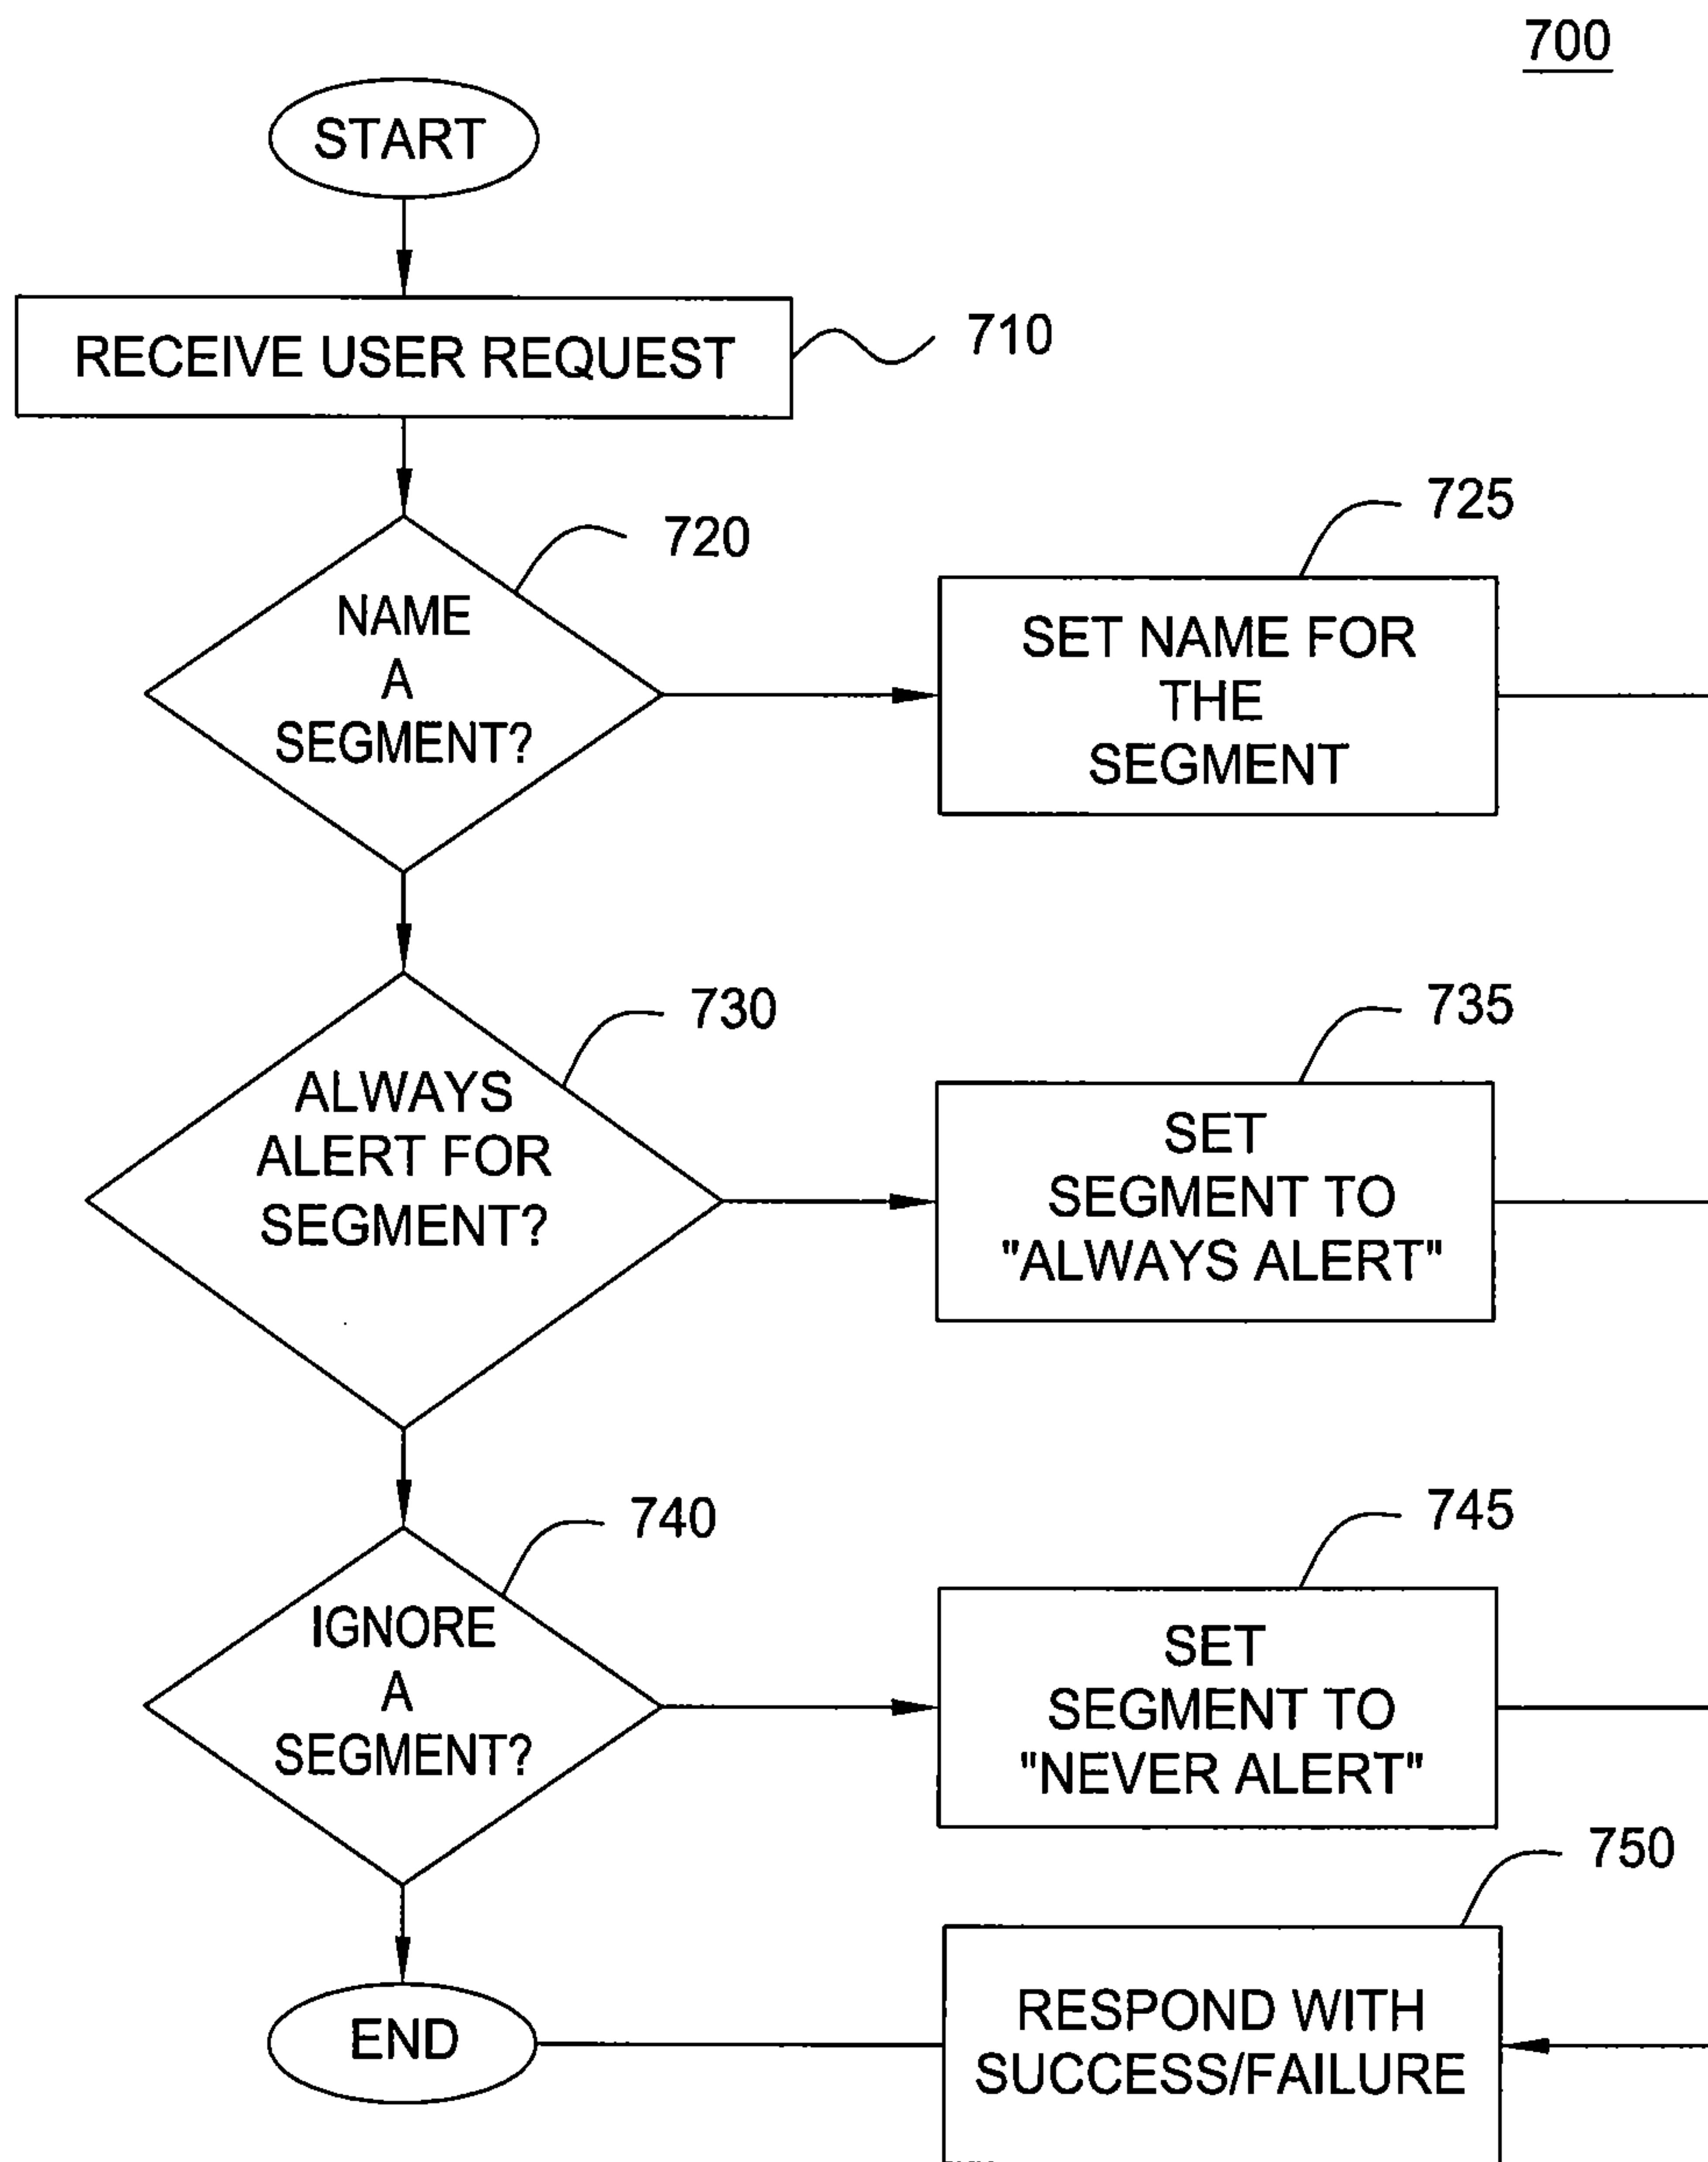 700
START
RECEIVE USER REQUEST
710
720
NAME
A
SEGMENT?
725
SET NAME FOR
THE
SEGMENT
730
ALWAYS
ALERT FOR
SEGMENT?
735
SET
SEGMENT TO
"ALWAYS ALERT"
740
IGNORE
A
SEGMENT?
745
SET
SEGMENT TO
"NEVER ALERT"
750
RESPOND WITH
SUCCESS/FAILURE
END